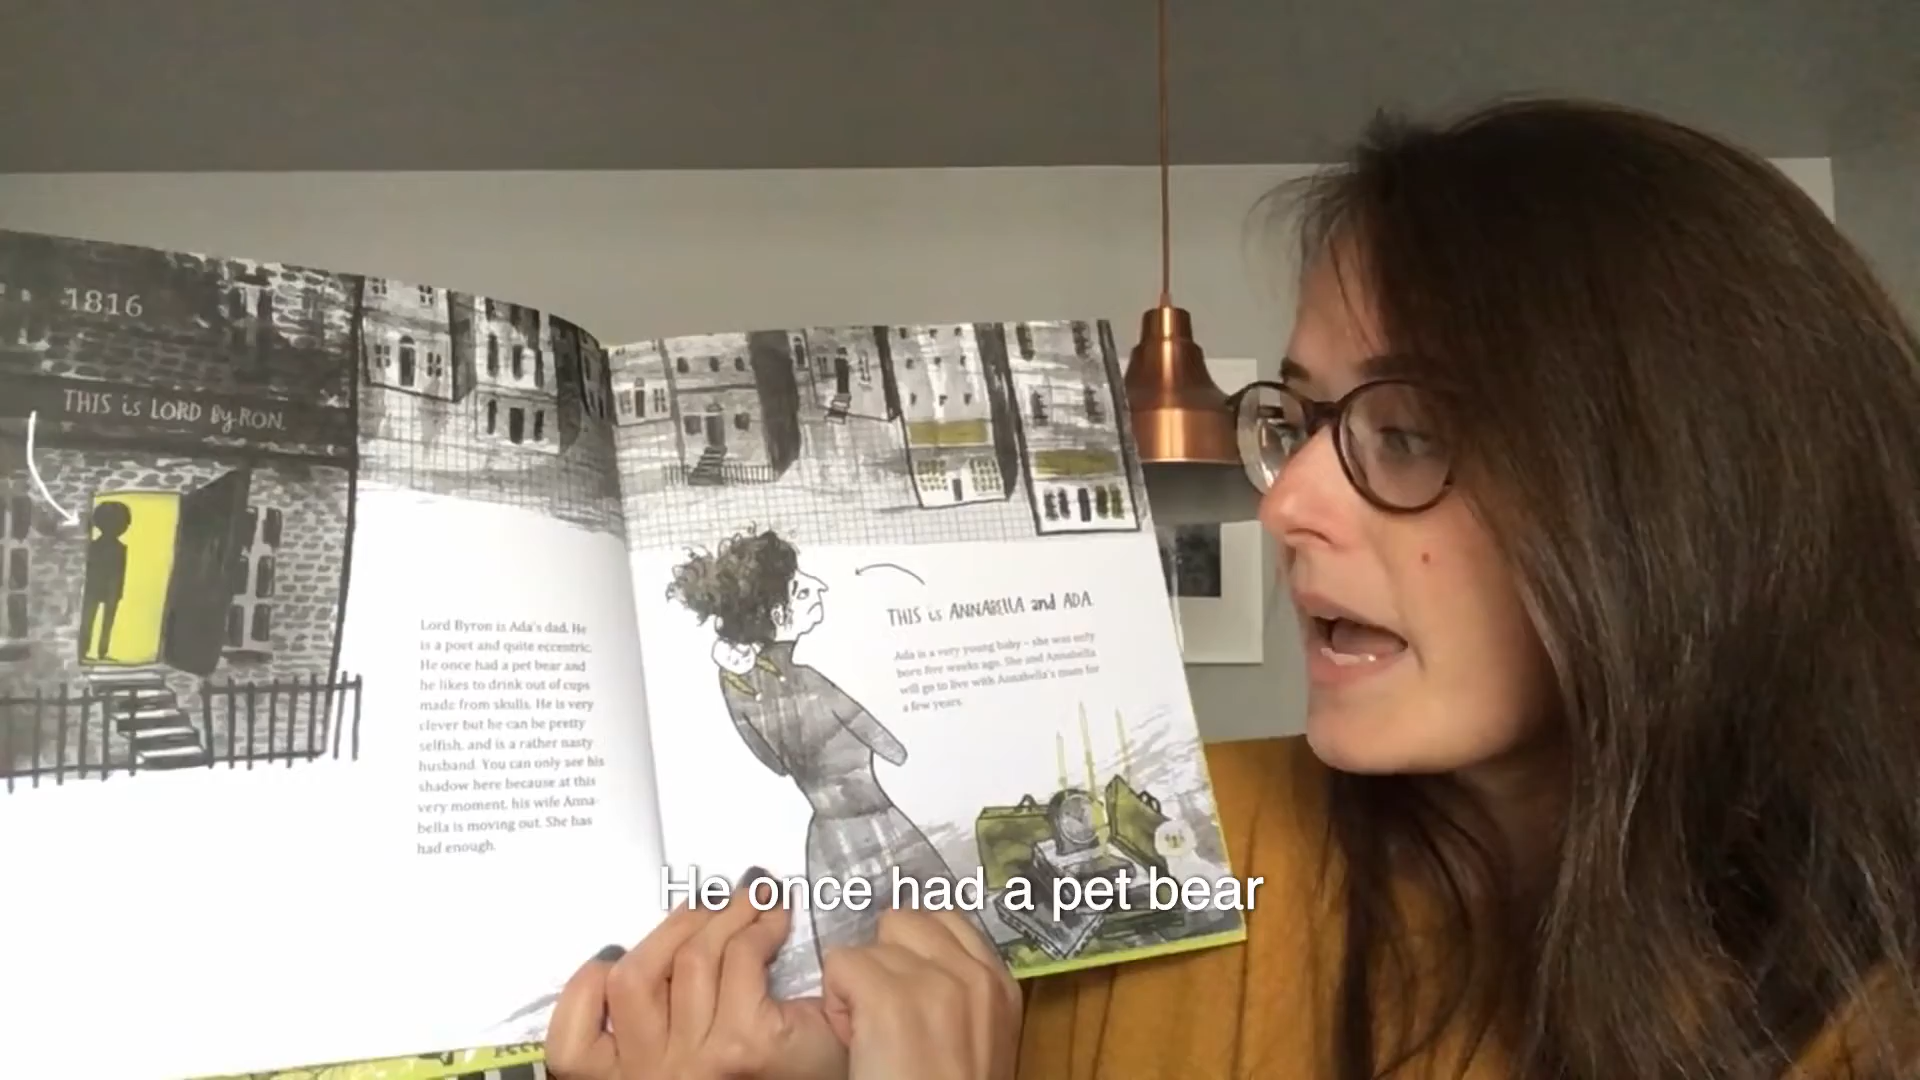 1816
THIS is LORD ByRON.
Lord Byron is Ada's dad. He
is a poet and quite eccentric.
He once had a pet bear and
he likes to drink out of cups
made from skulls. He is very
clever but he can be pretty
selfish, and is a rather nasty
husband. You can only see his
shadow here because at this
very moment, his wife Anna-
bella is moving out. She has
had enough.
THIS is ANNABELLA and ADA.
Ada is a very young baby – she was only
born five weeks ago. She and Annabella
will go to live with Annabella's mum for
a few years.
He once had a pet bear